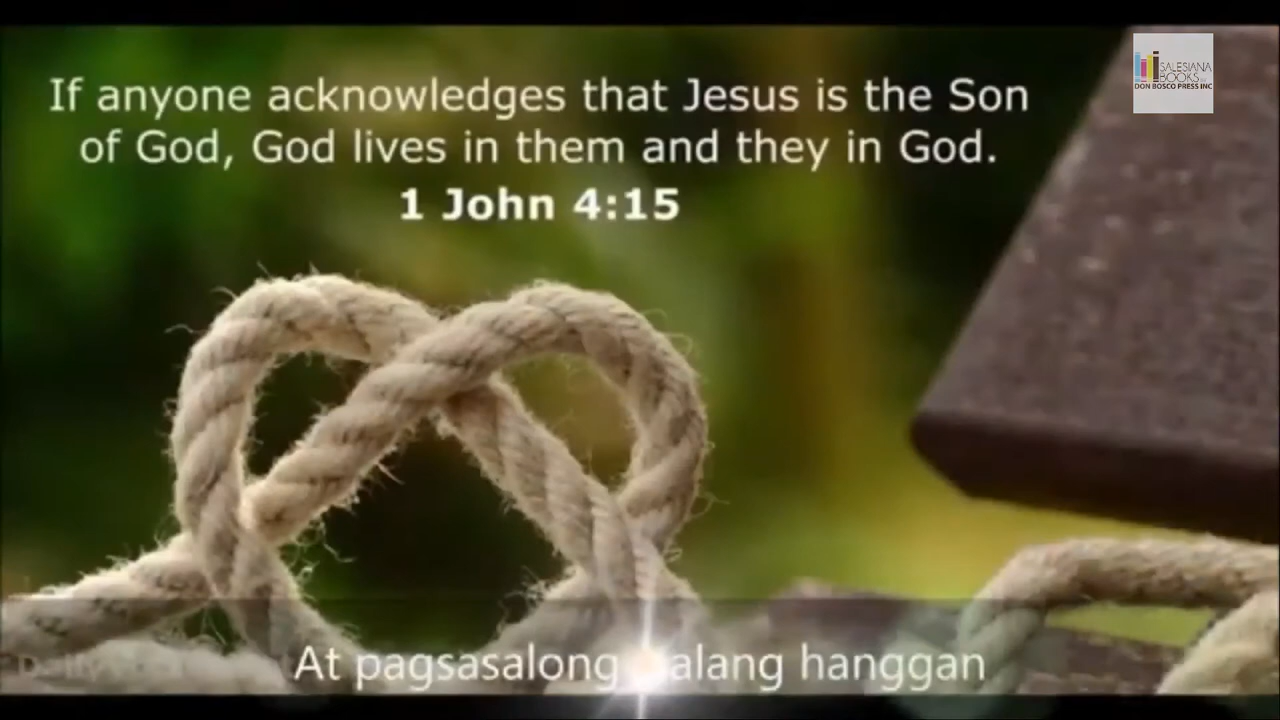 If anyone acknowledges that Jesus is the Son
of God, God lives in them and they in God.
1 John 4:15
SALESIANA
BOOKS
DON BOSCO PRESS INC
At pagsasalong alang hanggan